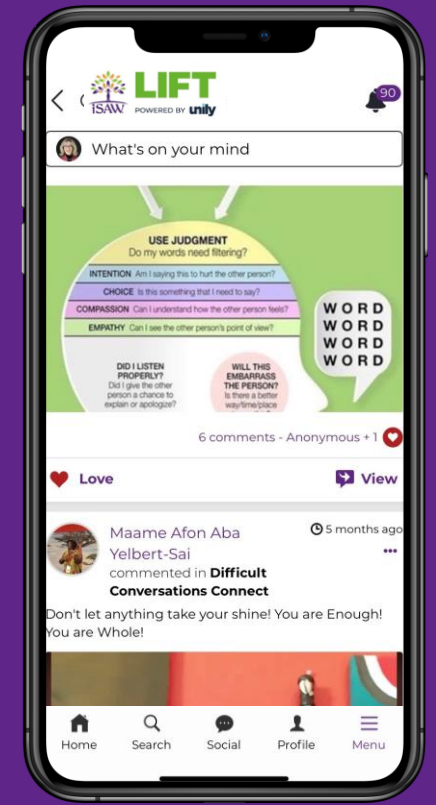 iSAW
LIFT
POWERED BY unily
90
What's on your mind
USE JUDGMENT
Do my words need filtering?
INTENTION Am I saying this to hurt the other person?
CHOICE Is this something that I need to say?
COMPASSION Can I understand how the other person feels?
EMPATHY Can I see the other person's point of view?
DID I LISTEN
PROPERLY?
Did I give the other
person a chance to
explain or apologize?
WILL THIS
EMBARRASS
THE PERSON?
Is there a better
way/time/place
WORD
WORD
WORD
WORD
6 comments - Anonymous + 1
Love
View
Maame Afon Aba
Yelbert-Sai
5 months ago
commented in Difficult
Conversations Connect
Don't let anything take your shine! You are Enough!
You are Whole!
Home
Search
Social
Profile
Menu